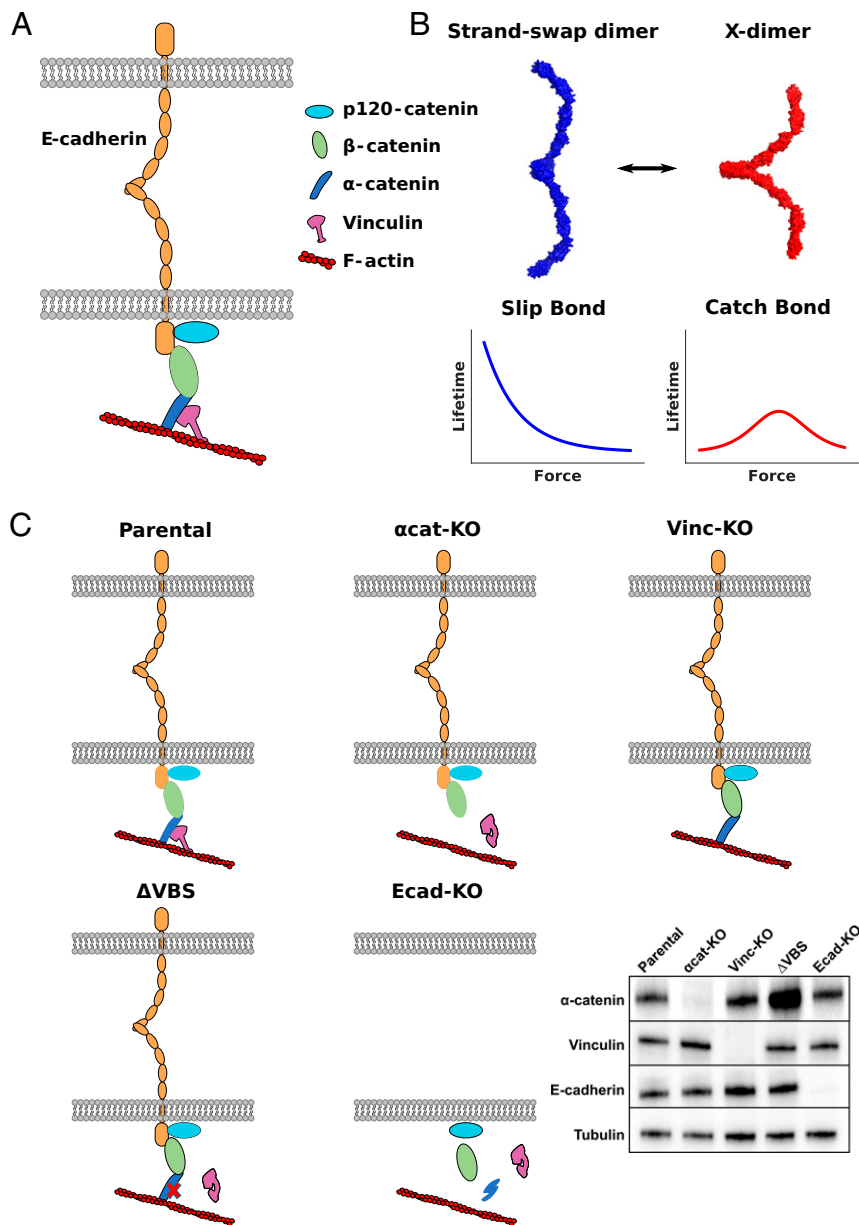 A
E-cadherin
p120-catenin
β-catenin
α-catenin
Vinculin
F-actin
B
Strand-swap dimer
X-dimer
Slip Bond
Catch Bond
Lifetime
Force
Lifetime
Force
C
Parental
αcat-KO
Vinc-KO
ΔVBS
Ecad-KO
Parental
αcat-KO
Vinc-KO
ΔVBS
Ecad-KO
α-catenin
Vinculin
E-cadherin
Tubulin